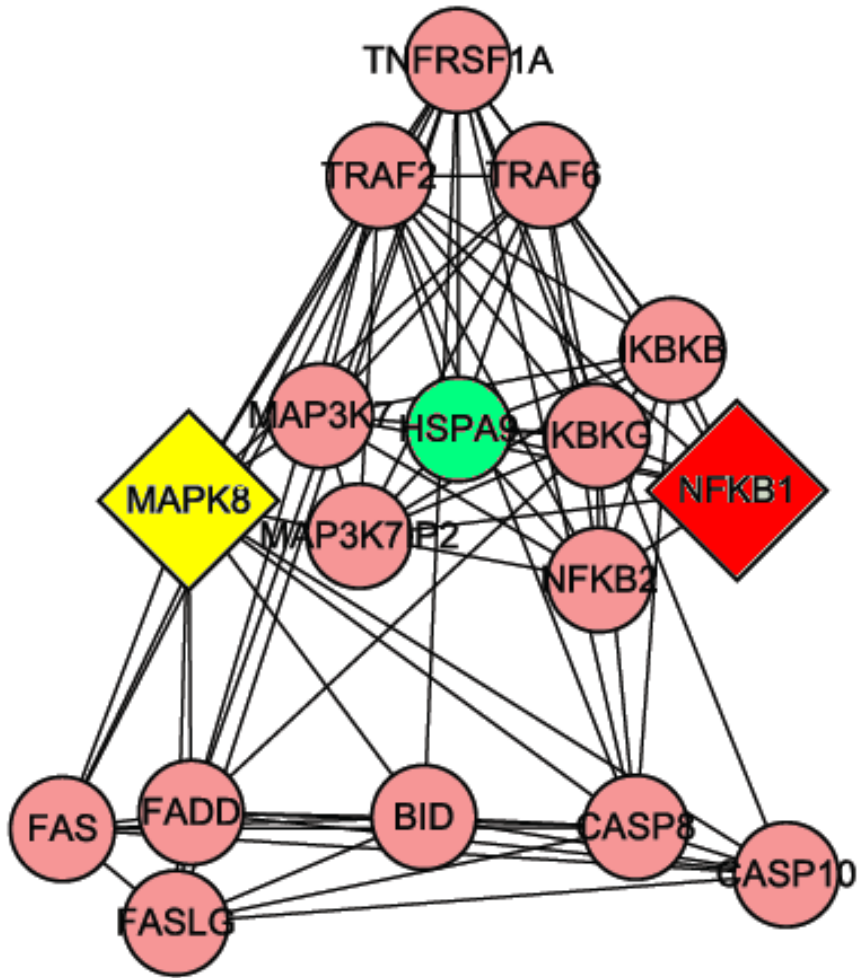 TNFRSF1A
TRAF2
TRAF6
IKBKB
MAP3K7
HSPA9
IKBKG
NFKB1
MAPK8
MAP3K7IP2
NFKB2
FADD
BID
FAS
CASP8
CASP10
FASLG